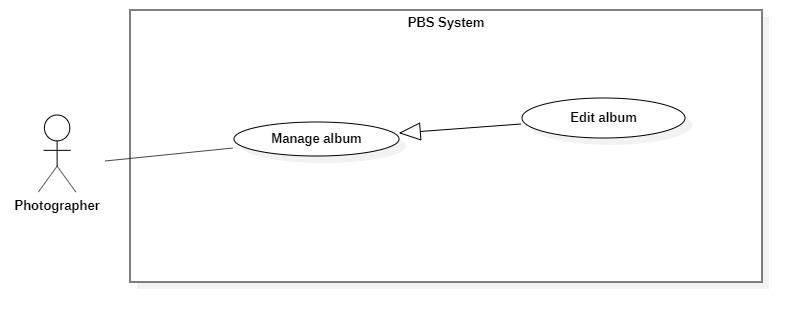 PBS System
Edit album
Manage album
Photographer